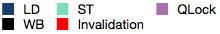 LD ST QLock
WB Invalidation